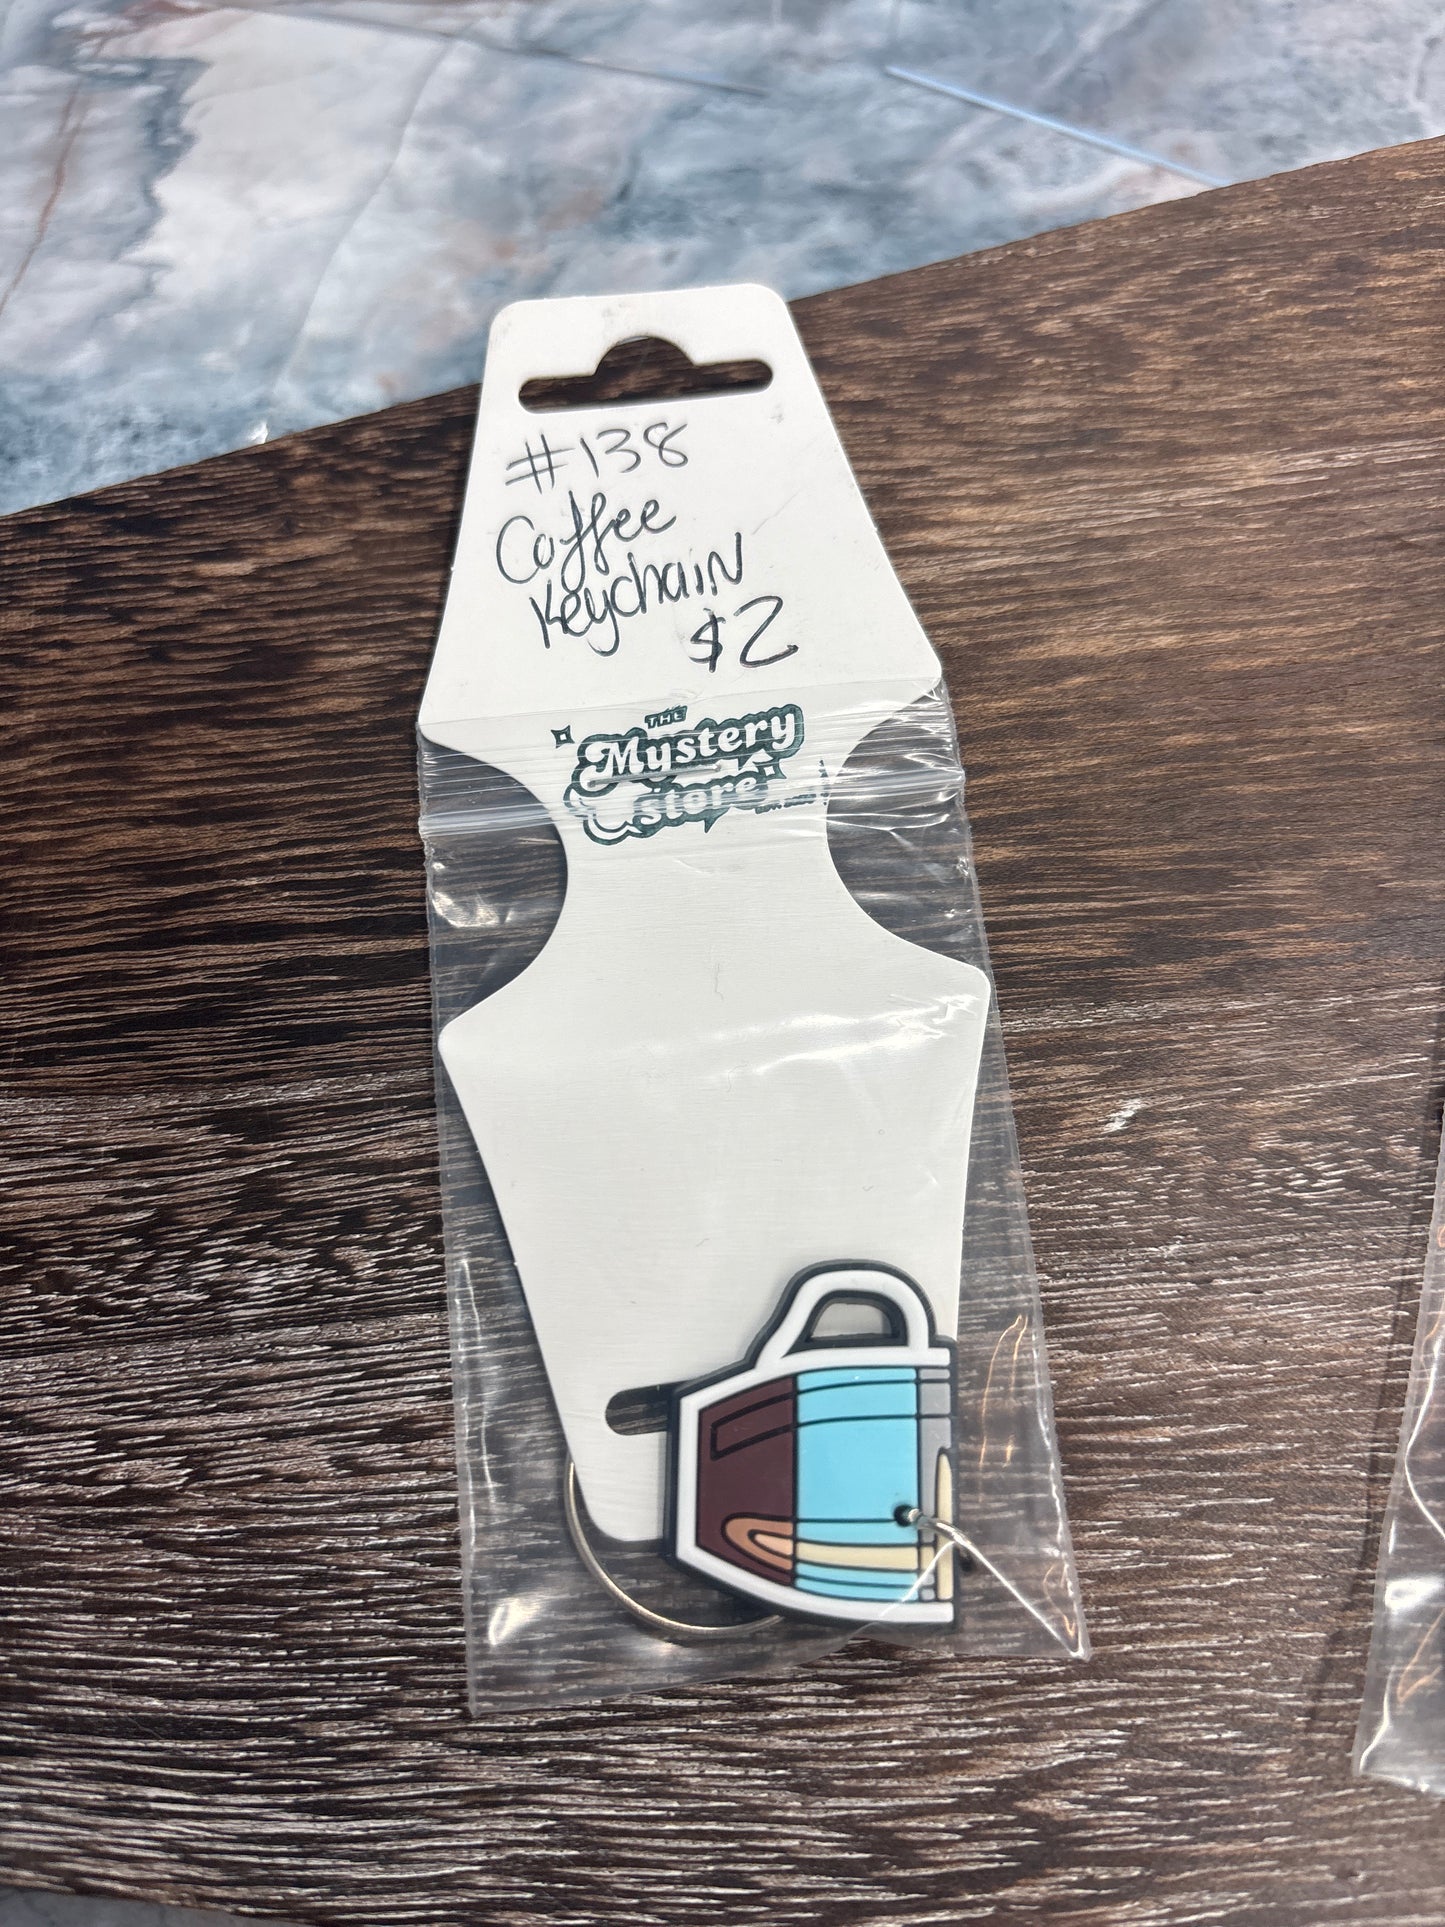 #138
Coffee
Keychain
$2
THE
Mystery
store